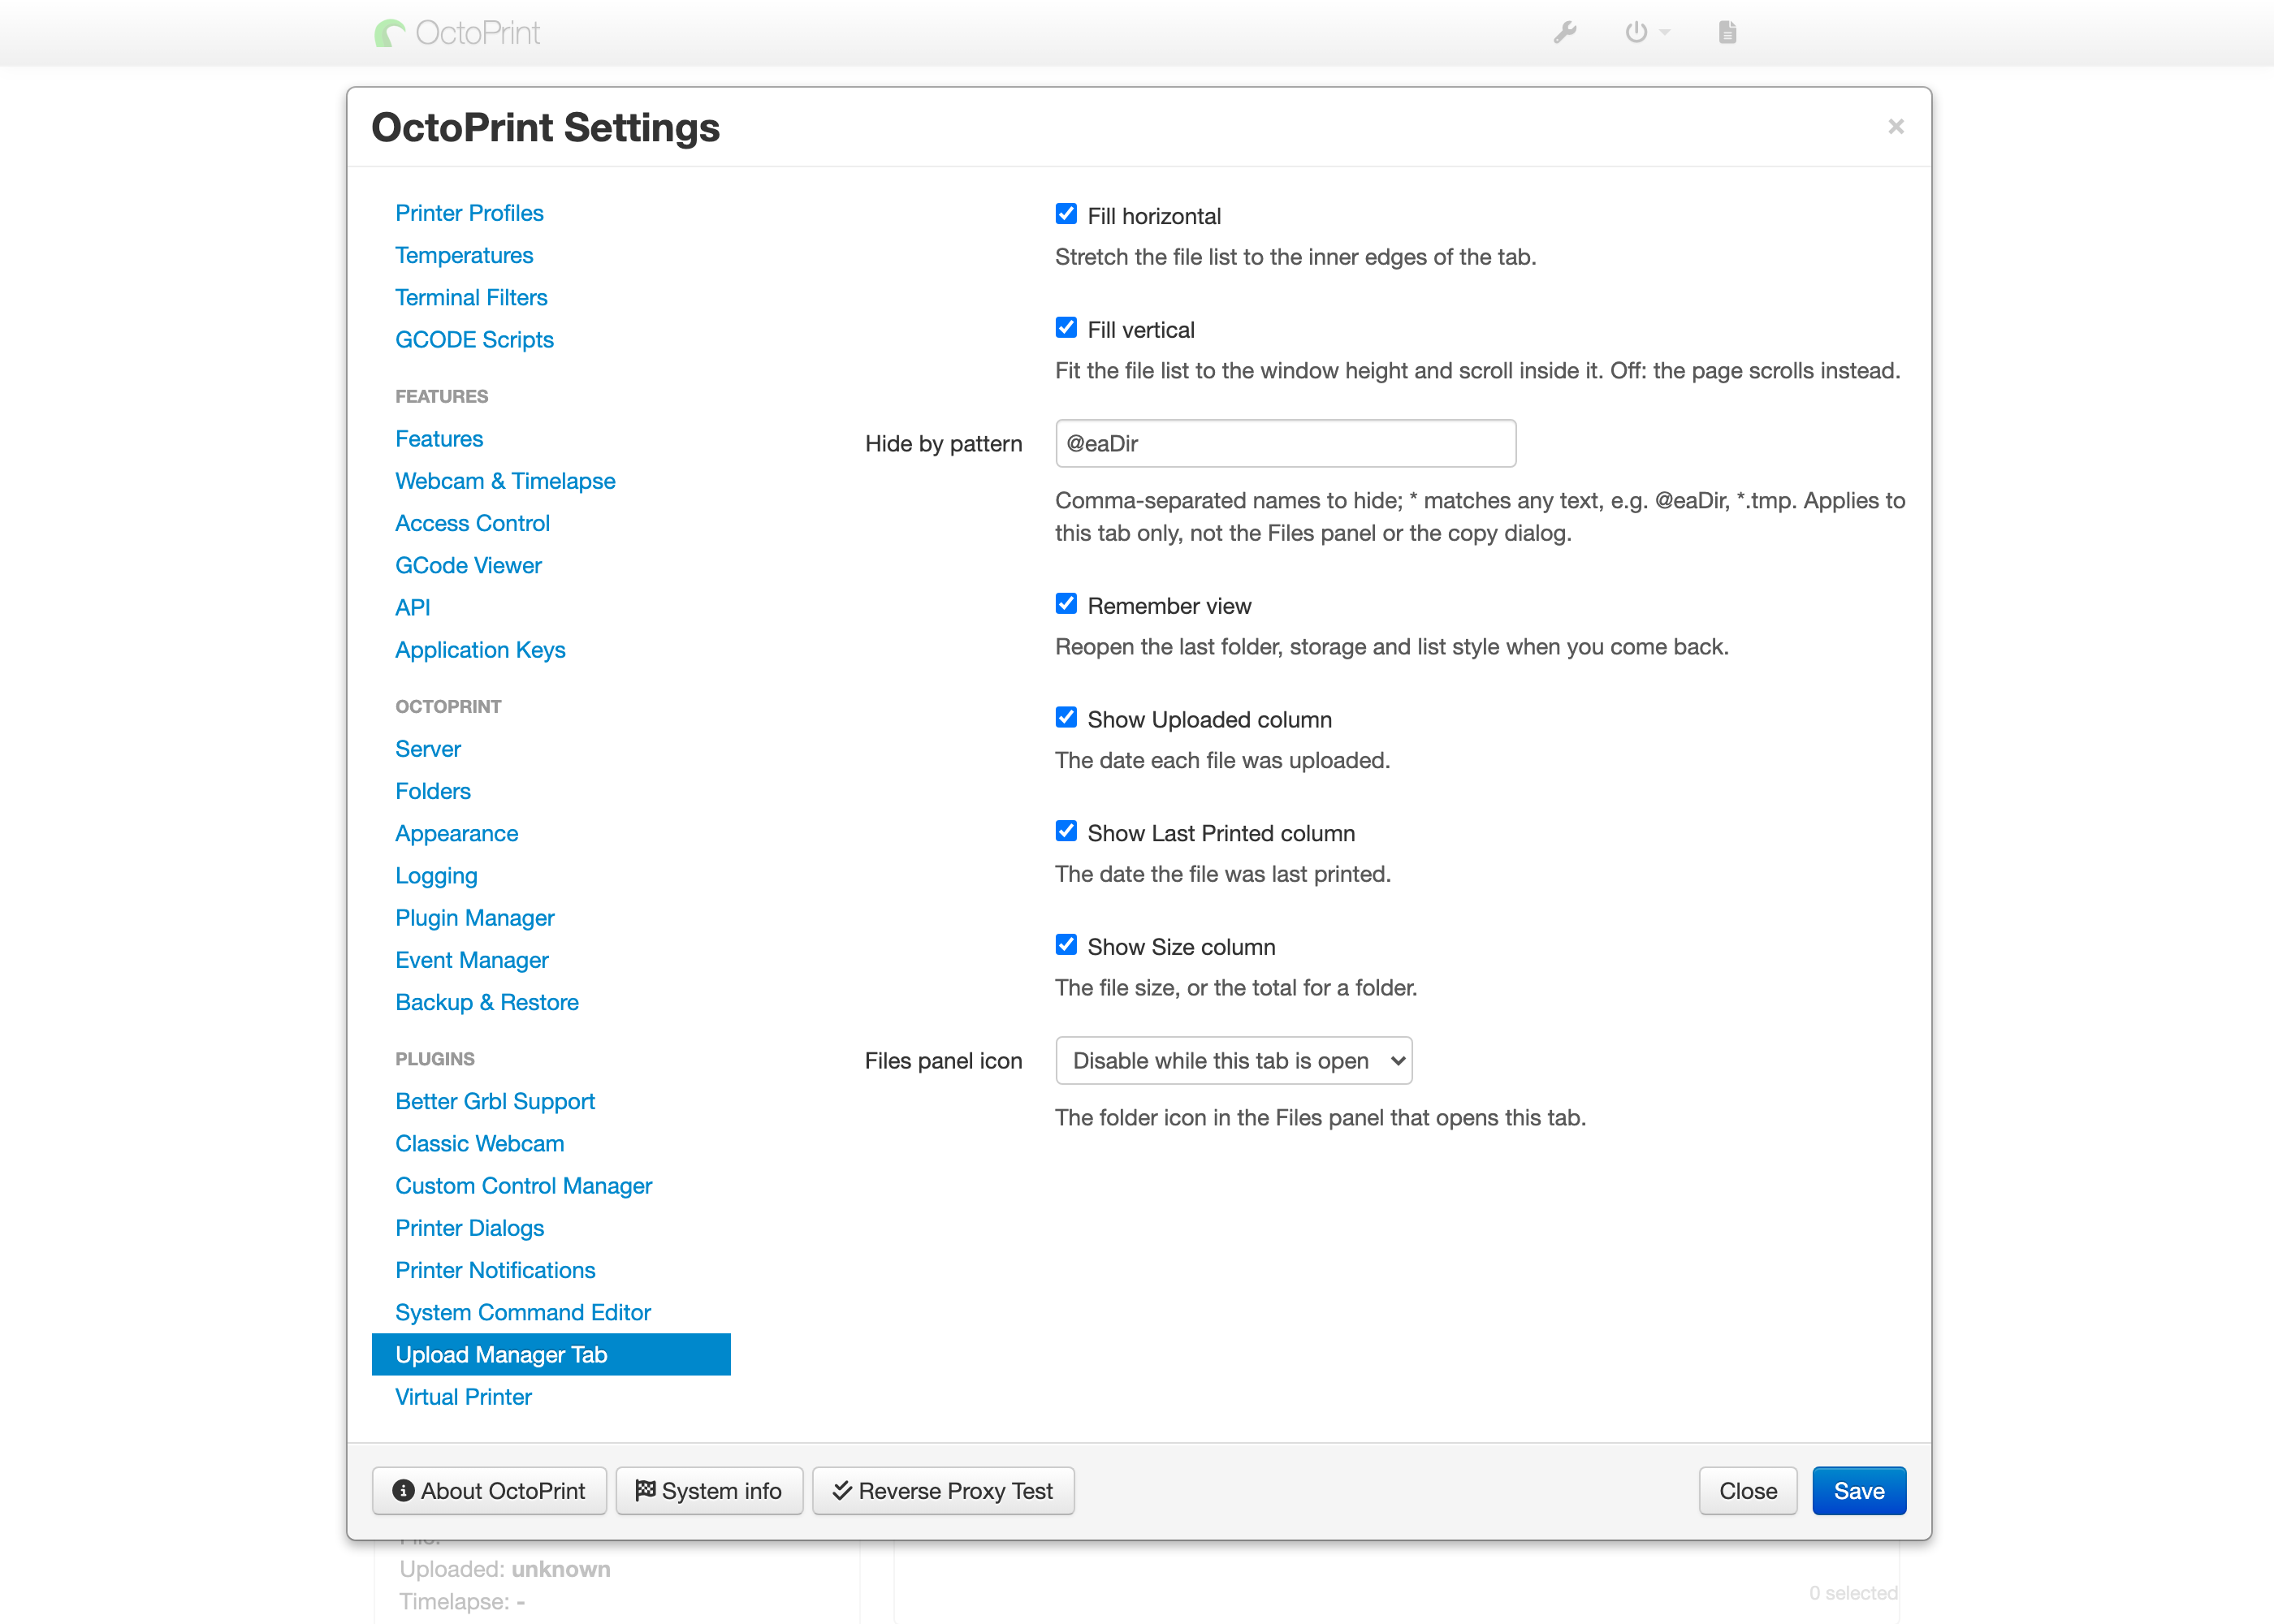 OctoPrint
OctoPrint Settings
×
Printer Profiles
Temperatures
Terminal Filters
GCODE Scripts
FEATURES
Features
Webcam & Timelapse
Access Control
GCode Viewer
API
Application Keys
OCTOPRINT
Server
Folders
Appearance
Logging
Plugin Manager
Event Manager
Backup & Restore
PLUGINS
Better Grbl Support
Classic Webcam
Custom Control Manager
Printer Dialogs
Printer Notifications
System Command Editor
Upload Manager Tab
Virtual Printer
Fill horizontal
Stretch the file list to the inner edges of the tab.
Fill vertical
Fit the file list to the window height and scroll inside it. Off: the page scrolls instead.
Hide by pattern
@eaDir
Comma-separated names to hide; * matches any text, e.g. @eaDir, *.tmp. Applies to
this tab only, not the Files panel or the copy dialog.
Remember view
Reopen the last folder, storage and list style when you come back.
Show Uploaded column
The date each file was uploaded.
Show Last Printed column
The date the file was last printed.
Show Size column
The file size, or the total for a folder.
Files panel icon
Disable while this tab is open
The folder icon in the Files panel that opens this tab.
About OctoPrint
System info
Reverse Proxy Test
Close
Save
Uploaded: unknown
Timelapse: -
0 selected